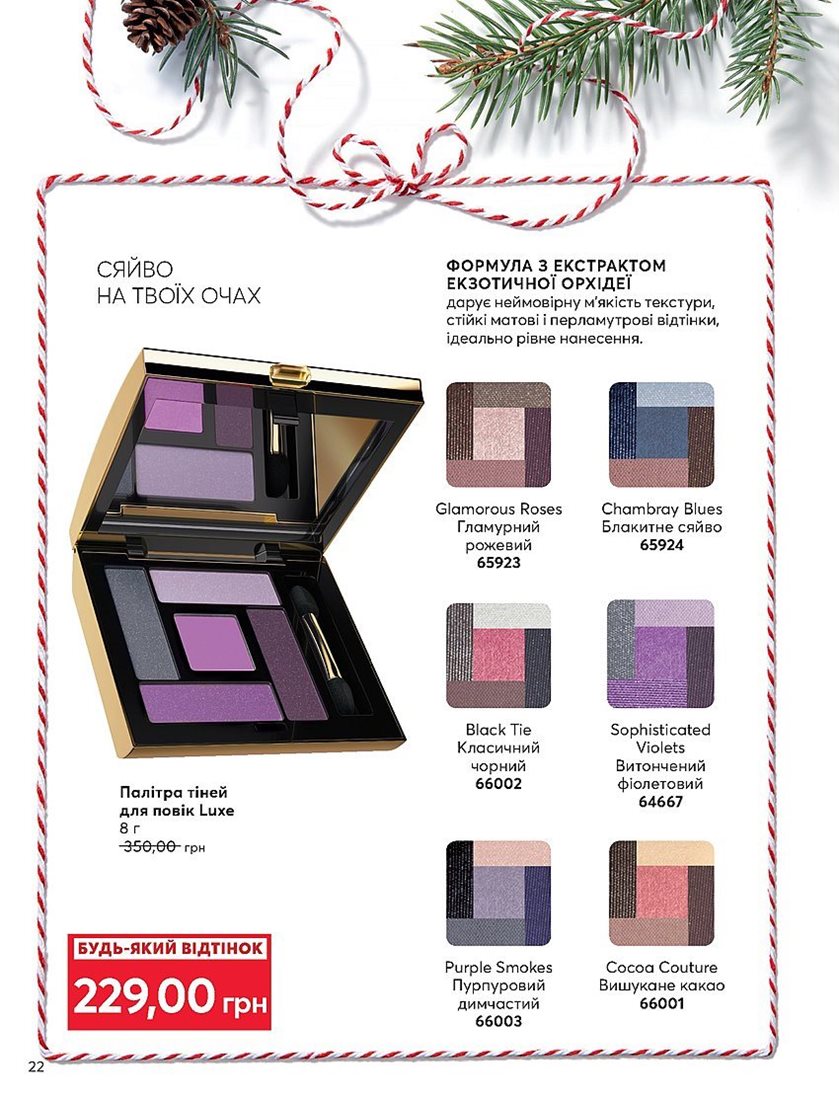 СЯЙВО
НА ТВОЇХ ОЧАХ
ФОРМУЛА З ЕКСТРАКТОМ
ЕКЗОТИЧНОЇ ОРХІДЕЇ
дарує неймовірну м'якість текстури,
стійкі матові і перламутрові відтінки,
ідеально рівне нанесення.
Glamorous Roses
Гламурний
рожевий
65923
Chambray Blues
Блакитне сяйво
65924
Black Tie
Класичний
чорний
66002
Sophisticated
Violets
Витончений
фіолетовий
64667
Палітра тіней
для повік Luxe
8 г
350,00 грн
Purple Smokes
Пурпуровий
димчастий
66003
Cocoa Couture
Вишукане какао
66001
БУДЬ-ЯКИЙ ВІДТІНОК
229,00 грн
22